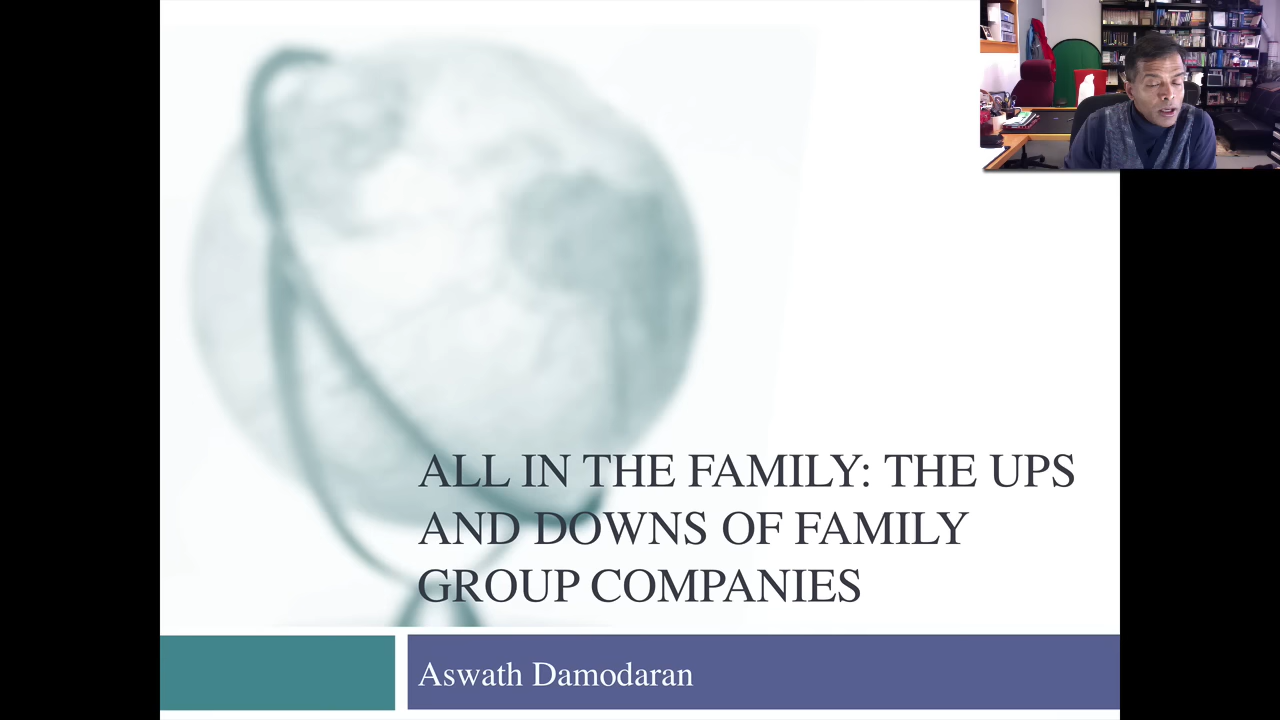 ALL IN THE FAMILY: THE UPS
AND DOWNS OF FAMILY
GROUP COMPANIES
Aswath Damodaran